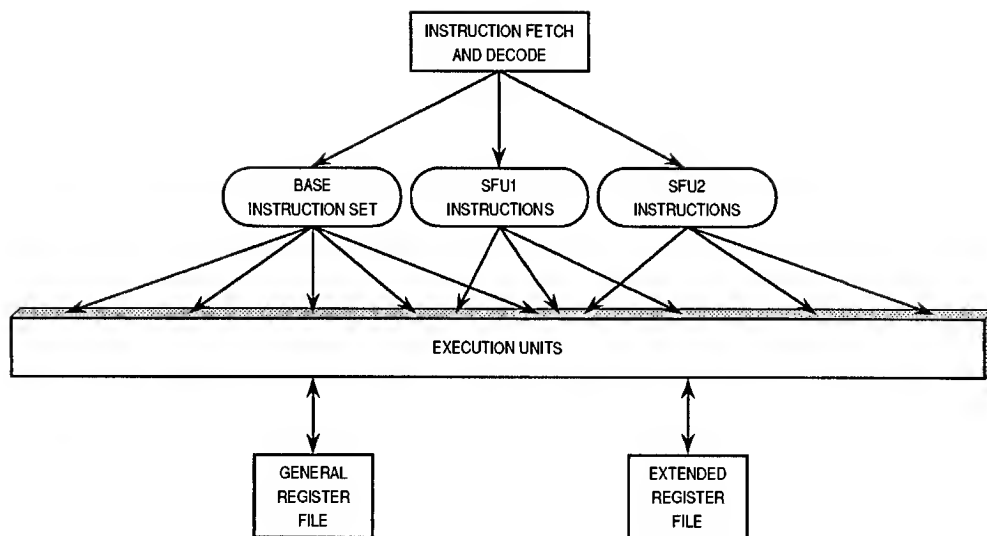 INSTRUCTION FETCH
AND DECODE
BASE
INSTRUCTION SET
SFU1
INSTRUCTIONS
SFU2
INSTRUCTIONS
EXECUTION UNITS
GENERAL
REGISTER
FILE
EXTENDED
REGISTER
FILE